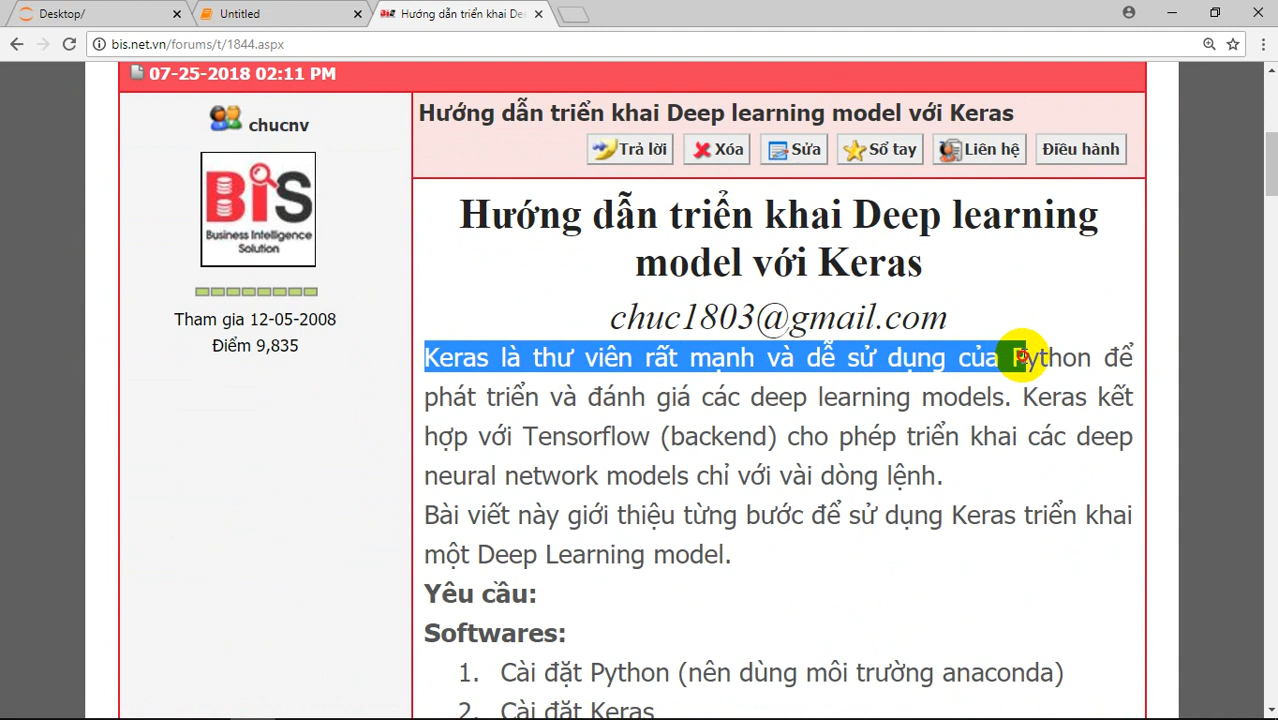 Desktop/
Untitled
Hướng dẫn triển khai De
bis.net.vn/forums/t/1844.aspx
07-25-2018 02:11 PM
chucnv
BiS
Business Intelligence
Solution
Tham gia 12-05-2008
Điểm 9,835
Hướng dẫn triển khai Deep learning model với Keras
Trả lời Xóa Sửa Sổ tay Liên hệ Điều hành
Hướng dẫn triển khai Deep learning
model với Keras
chuc1803@gmail.com
Keras là thư viên rất mạnh và dễ sử dụng của Python để
phát triển và đánh giá các deep learning models. Keras kết
hợp với Tensorflow (backend) cho phép triển khai các deep
neural network models chỉ với vài dòng lệnh.
Bài viết này giới thiệu từng bước để sử dụng Keras triển khai
một Deep Learning model.
Yêu cầu:
Softwares:
1. Cài đặt Python (nên dùng môi trường anaconda)
2. Cài đặt Keras